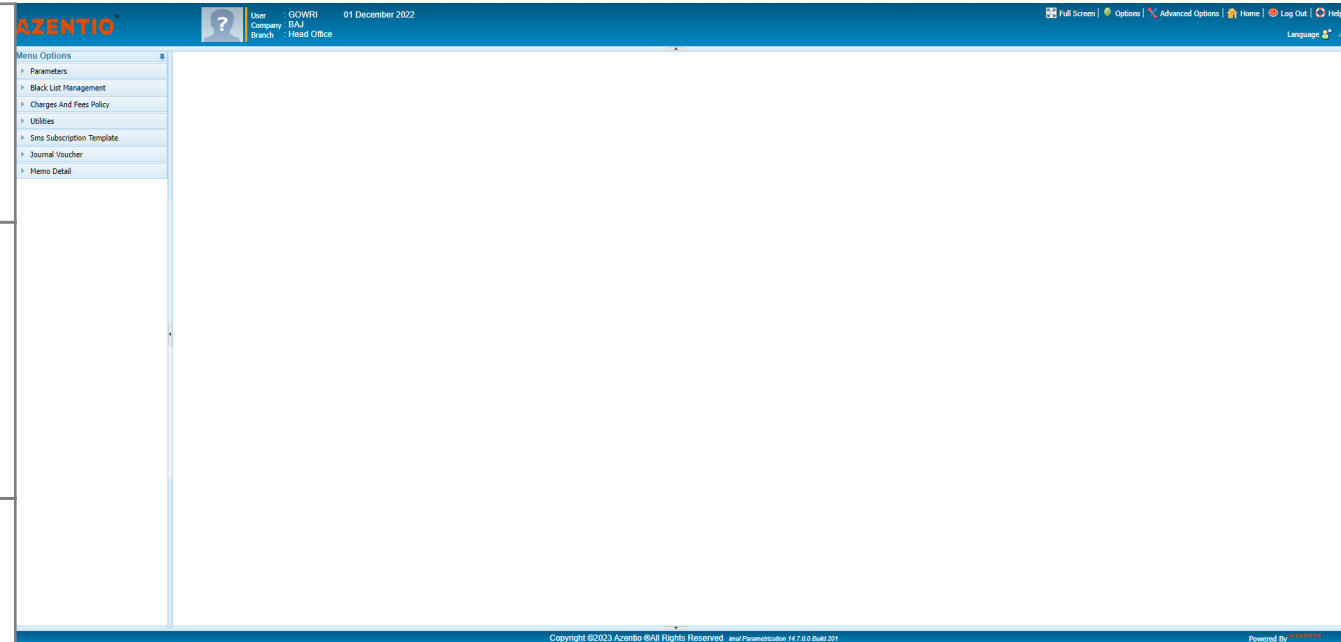 AZENTIO™
User : GOWRI 01 December 2022
Company : BAJ
Branch : Head Office
Full Screen | Options | Advanced Options | Home | Log Out | Help
Language
Menu Options
Parameters
Black List Management
Charges And Fees Policy
Utilities
Sms Subscription Template
Journal Voucher
Memo Detail
Copyright ©2023 Azentio ®All Rights Reserved imal Parametrization 14.7.0.0 Build 201
Powered By AZENTIO